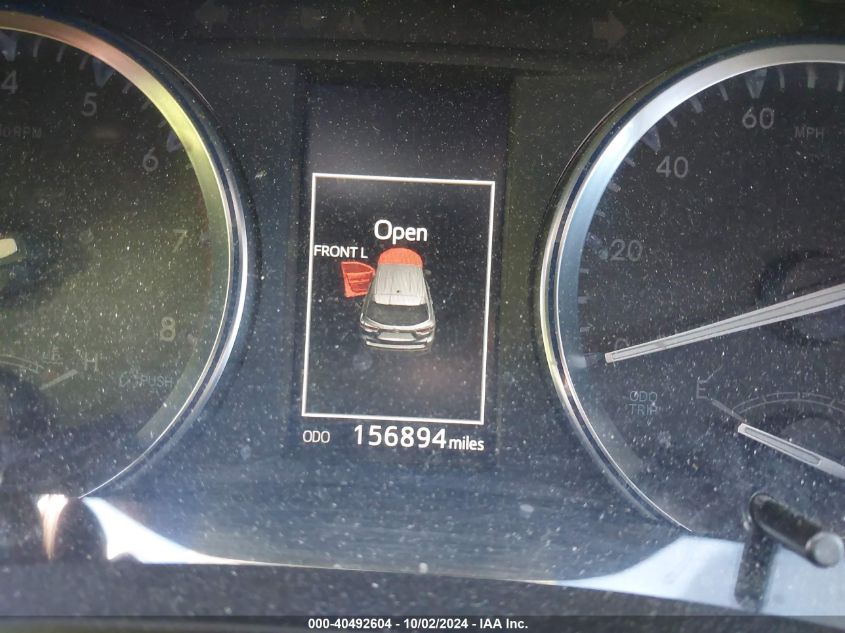 4
5
6
7
8
H
PUSH
60
MPH
40
20
0
ODO
TRIP
E
Open
FRONT L
ODO 156894 miles
000-40492604 - 10/02/2024 - IAA Inc.